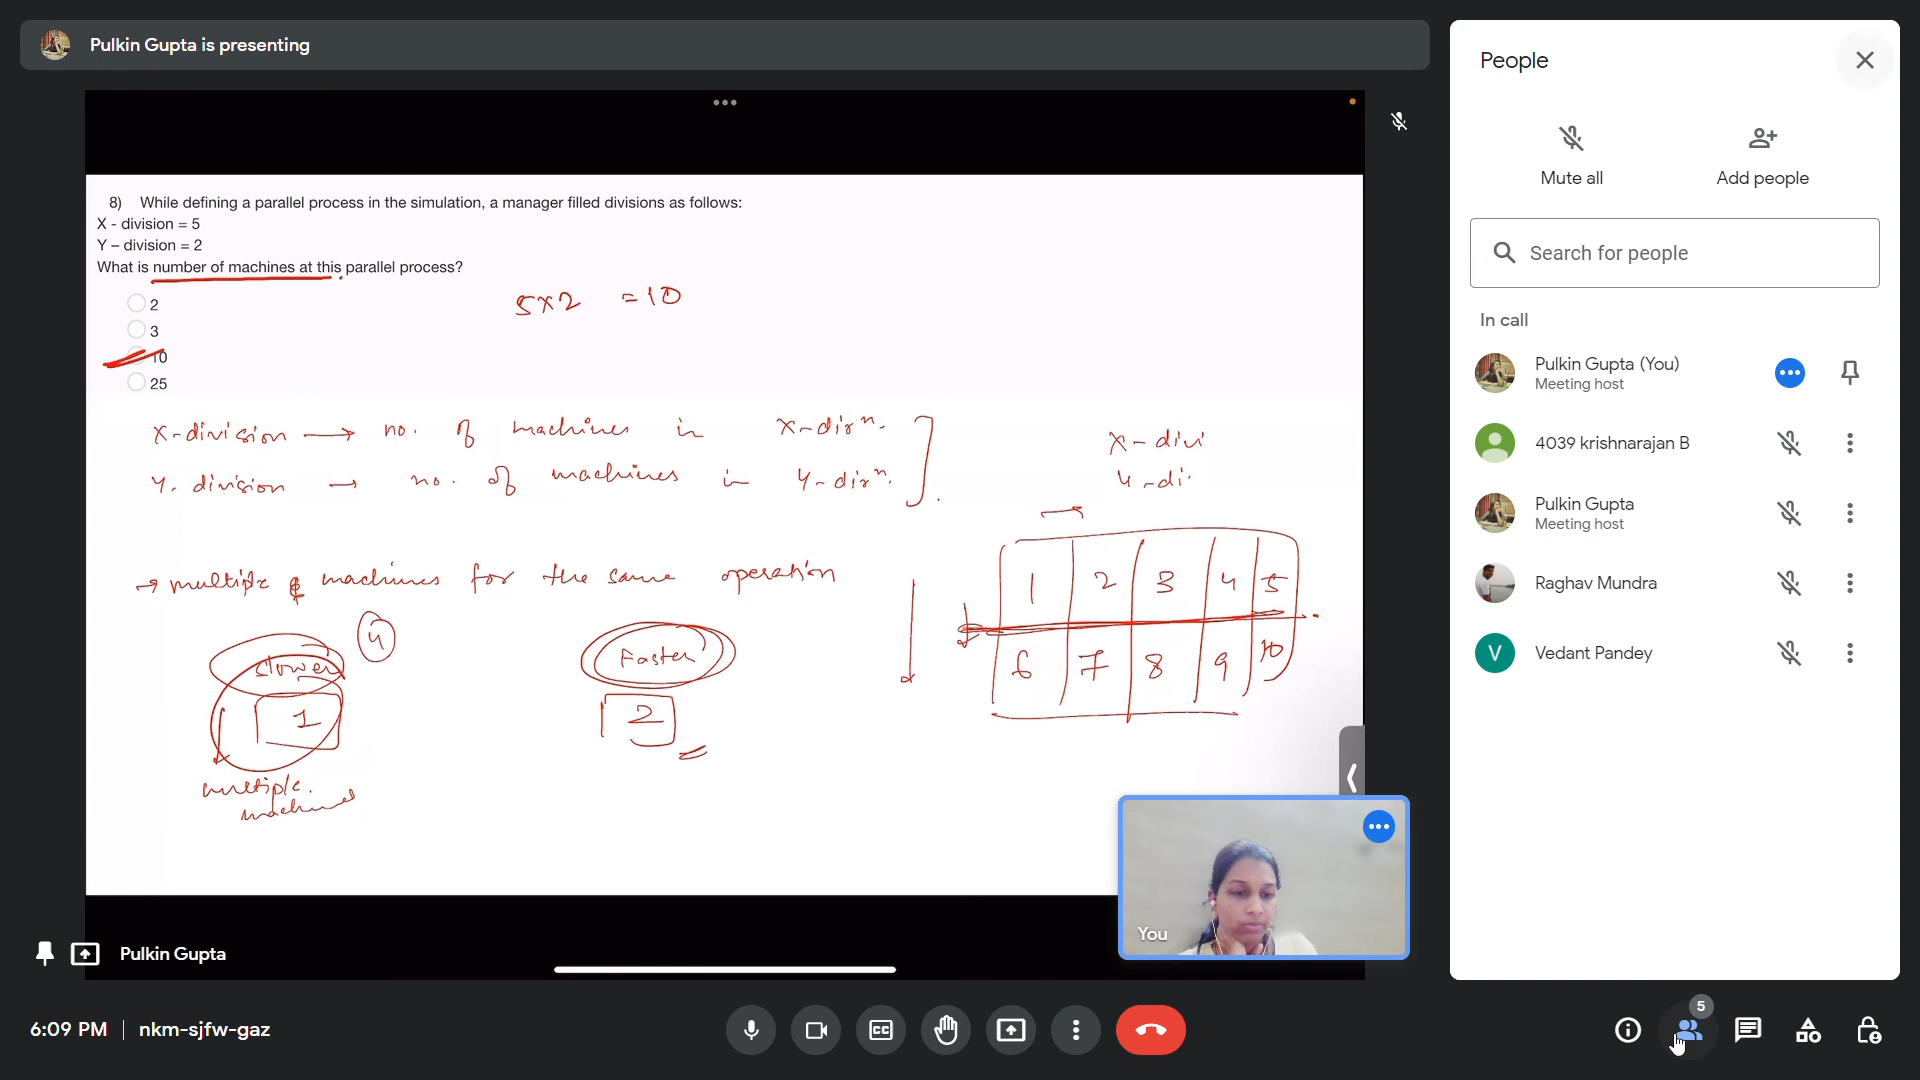 Pulkin Gupta is presenting
8) While defining a parallel process in the simulation, a manager filled divisions as follows:
X - division = 5
Y – division = 2
What is number of machines at this parallel process?
2
3
10
25
5x2 =10
X-division → no. of machines in X-dirⁿ.
Y. division → no. of machines in Y-dirⁿ.
X - divi
Y - di
→ multiple machines for the same operation
1 2 3 4 5
6 7 8 9 10
Slower 4
1
multiple.
machines
Faster
2
You
Pulkin Gupta
6:09 PM | nkm-sjfw-gaz
People
Mute all
Add people
Search for people
In call
Pulkin Gupta (You)
Meeting host
4039 krishnarajan B
Pulkin Gupta
Meeting host
Raghav Mundra
V
Vedant Pandey
5
CC